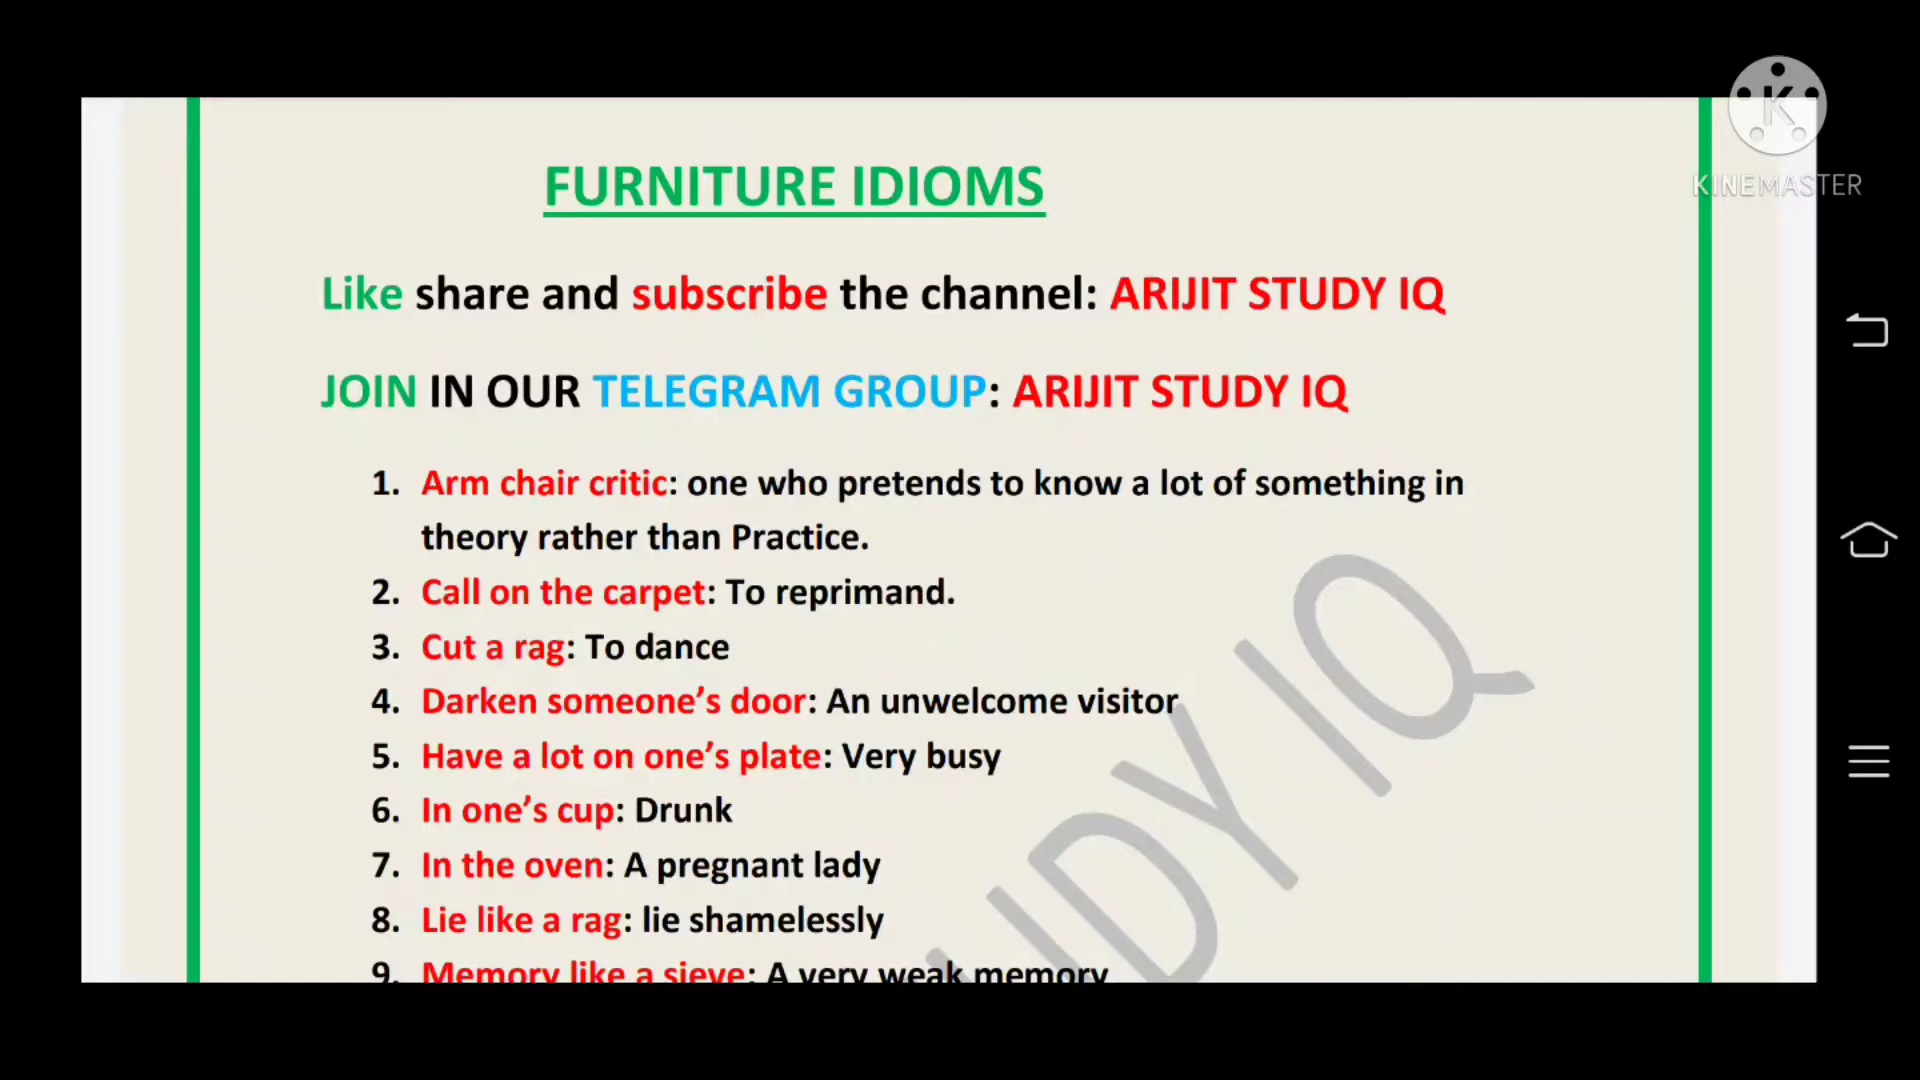 FURNITURE IDIOMS
KINEMASTER
Like share and subscribe the channel: ARIJIT STUDY IQ
JOIN IN OUR TELEGRAM GROUP: ARIJIT STUDY IQ
1. Arm chair critic: one who pretends to know a lot of something in
theory rather than Practice.
2. Call on the carpet: To reprimand.
3. Cut a rag: To dance
4. Darken someone’s door: An unwelcome visitor
5. Have a lot on one’s plate: Very busy
6. In one’s cup: Drunk
7. In the oven: A pregnant lady
8. Lie like a rag: lie shamelessly
9. Memory like a sieve: A very weak memory
UDY IQ